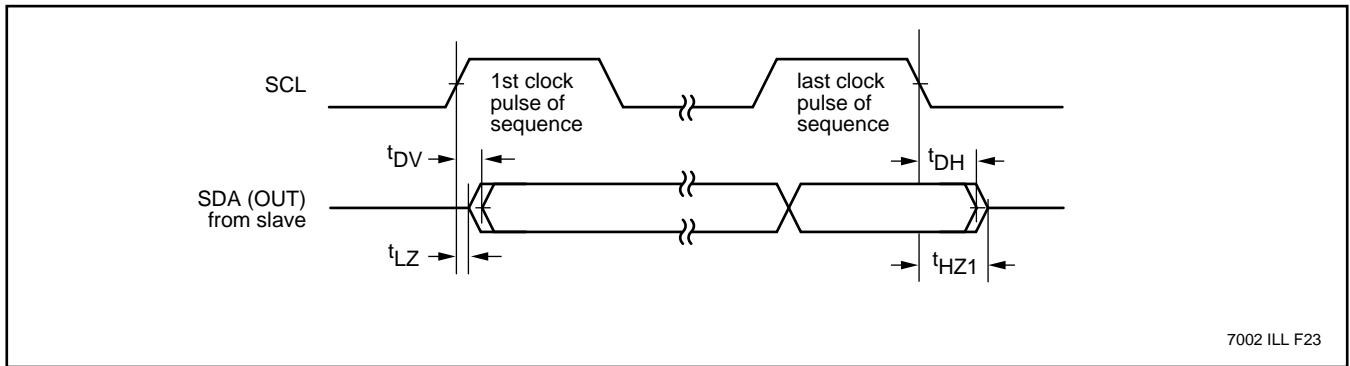 SCL
1st clock
pulse of
sequence
last clock
pulse of
sequence
tDV
tDH
SDA (OUT)
from slave
tLZ
tHZ1
7002 ILL F23